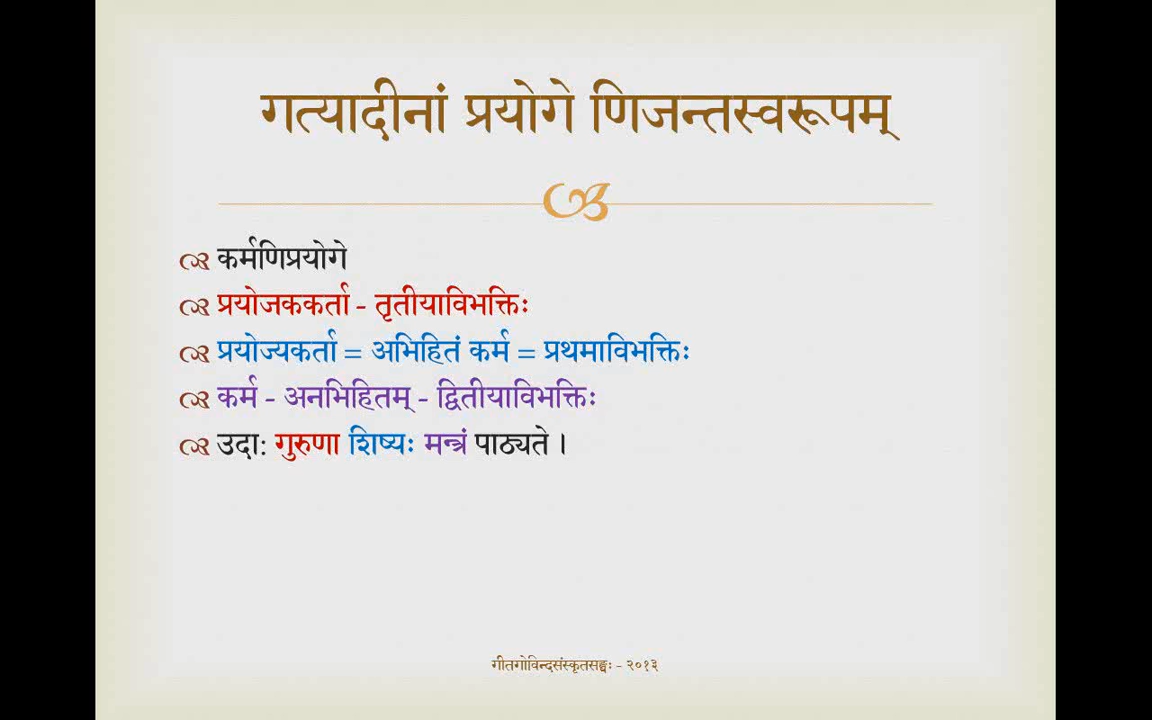 गत्यादीनां प्रयोगे णिजन्तस्वरूपम्
कर्मणिप्रयोगे
प्रयोजककर्ता - तृतीयाविभक्तिः
प्रयोज्यकर्ता = अभिहितं कर्म = प्रथमाविभक्तिः
कर्म - अनभिहितम् - द्वितीयाविभक्तिः
उदा: गुरुणा शिष्यः मन्त्रं पाठ्यते ।
गीतगोविन्दसंस्कृतसङ्घः - २०१३